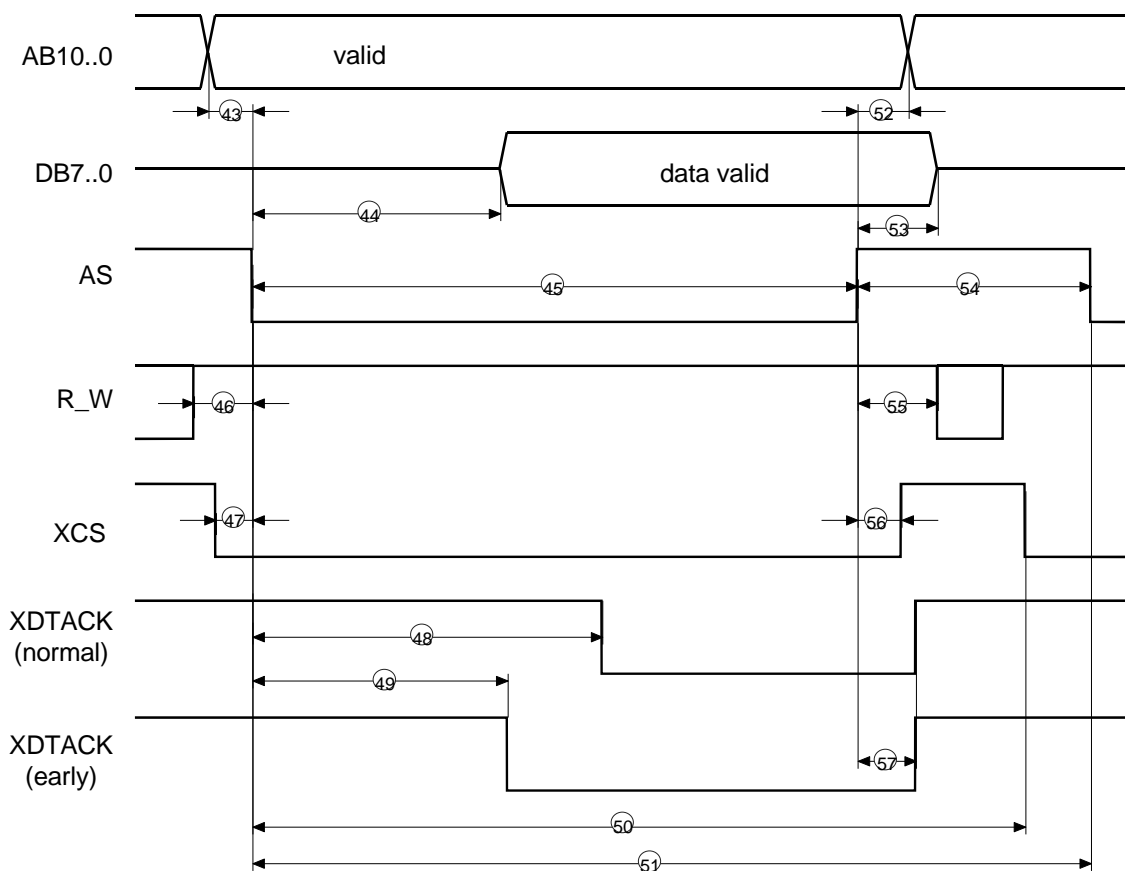 AB10..0
valid
43
52
DB7..0
data valid
44
53
AS
45
54
R_W
46
55
XCS
47
56
XDTACK
(normal)
48
49
XDTACK
(early)
57
50
51